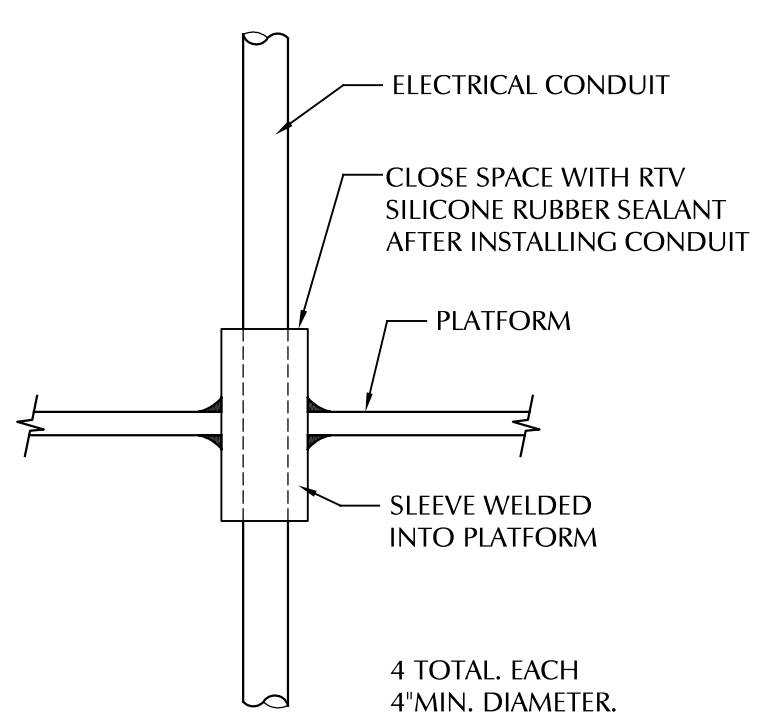 ELECTRICAL CONDUIT
CLOSE SPACE WITH RTV
SILICONE RUBBER SEALANT
AFTER INSTALLING CONDUIT
PLATFORM
SLEEVE WELDED
INTO PLATFORM
4 TOTAL. EACH
4"MIN. DIAMETER.